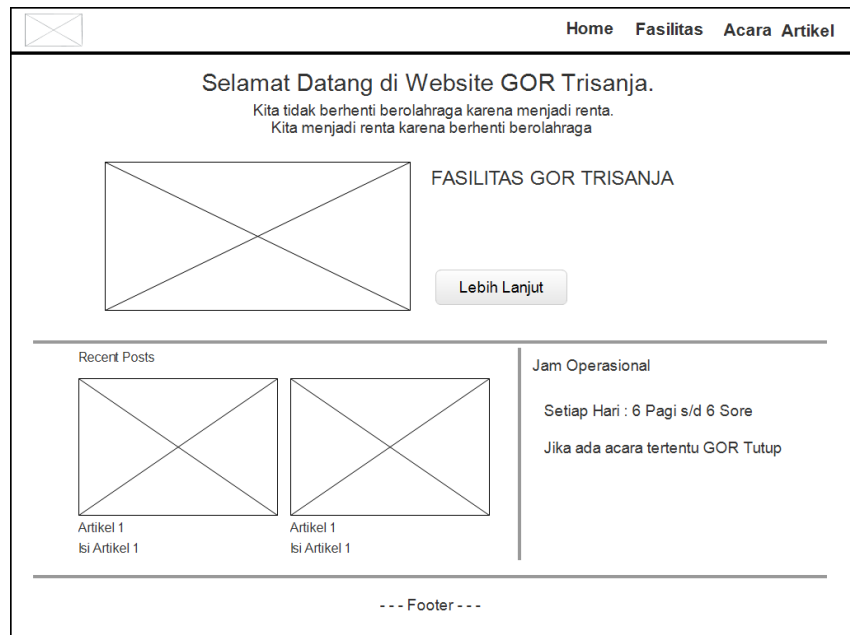 Home Fasilitas Acara Artikel
Selamat Datang di Website GOR Trisanja.
Kita tidak berhenti berolahraga karena menjadi renta.
Kita menjadi renta karena berhenti berolahraga
FASILITAS GOR TRISANJA
Lebih Lanjut
Recent Posts
Artikel 1
Isi Artikel 1
Artikel 1
Isi Artikel 1
Jam Operasional
Setiap Hari : 6 Pagi s/d 6 Sore
Jika ada acara tertentu GOR Tutup
- - - Footer - - -